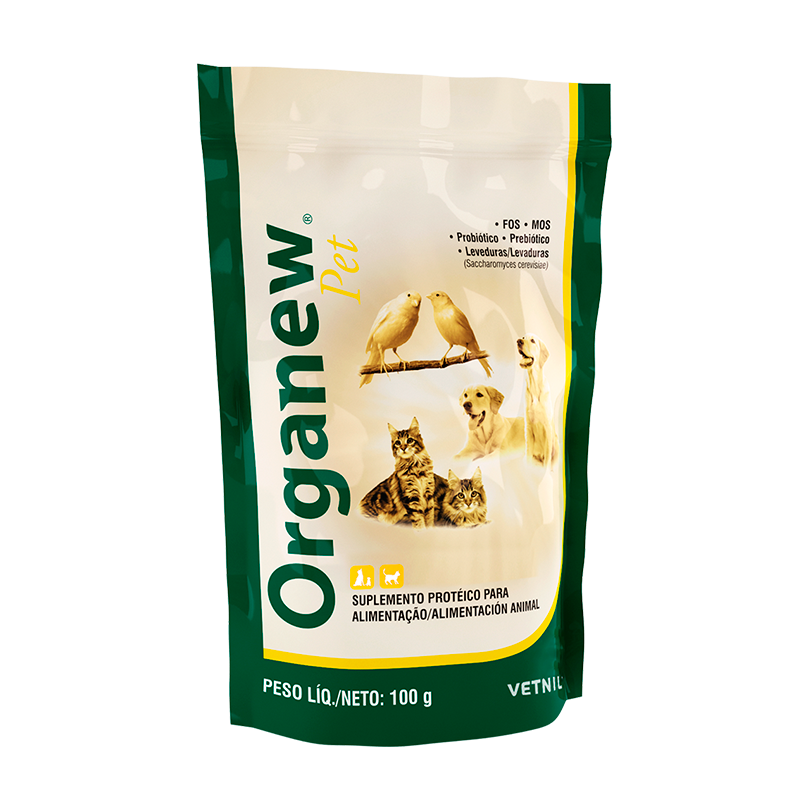 Organew®
Pet
• FOS • MOS
• Probiótico • Prebiótico
• Leveduras/Levaduras
(Saccharomyces cerevisiae)
SUPLEMENTO PROTÉICO PARA
ALIMENTAÇÃO/ALIMENTACIÓN ANIMAL
PESO LÍQ./NETO: 100 g
VETNIL